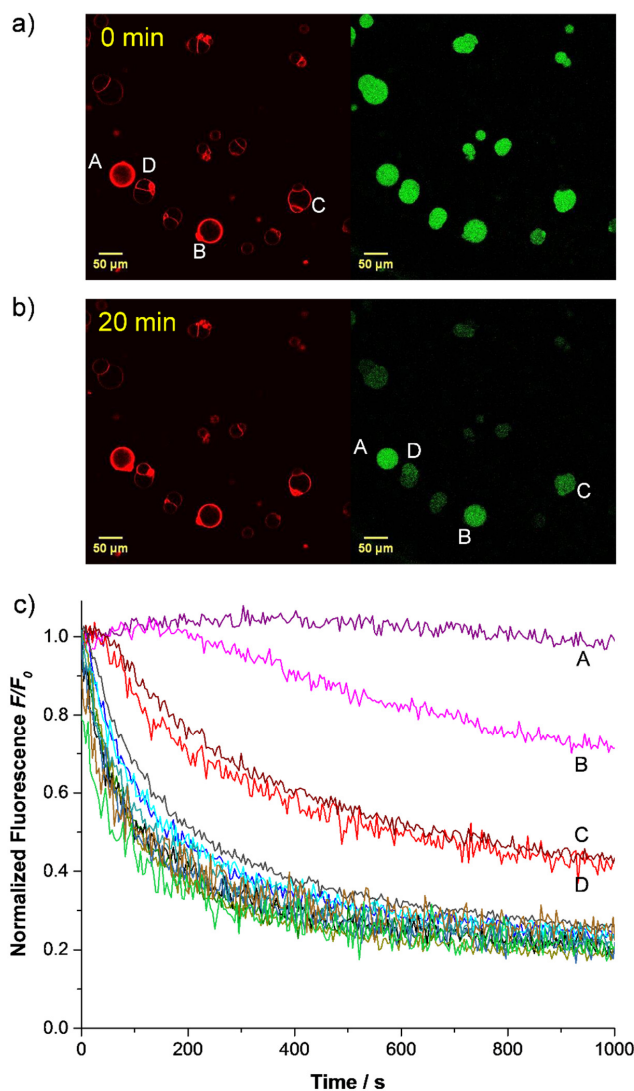 a)
0 min
A
D
C
B
50 µm
50 µm
b)
20 min
A
D
C
B
50 µm
50 µm
c)
Normalized Fluorescence F/F0
1.0
0.8
0.6
0.4
0.2
0.0
A
B
C
D
0 200 400 600 800 1000
Time / s